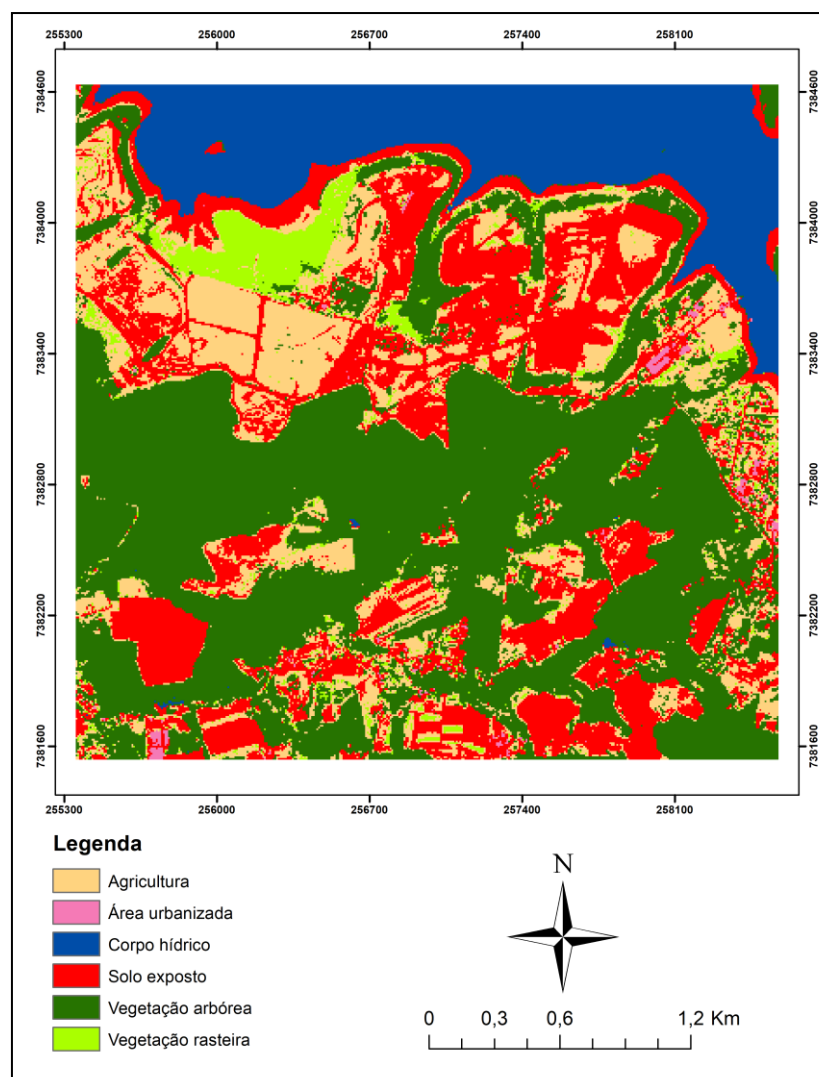 255300 256000 256700 257400 258100
7384600 7384600
7384000 7384000
7383400 7383400
7382800 7382800
7382200 7382200
7381600 7381600
255300 256000 256700 257400 258100
Legenda
Agricultura
Área urbanizada
Corpo hídrico
Solo exposto
Vegetação arbórea
Vegetação rasteira
N
0 0,3 0,6 1,2 Km